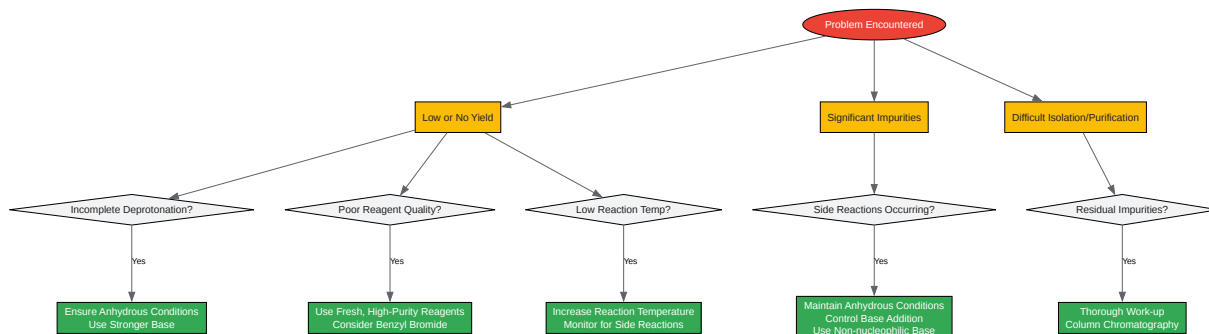 Problem Encountered
Low or No Yield
Significant Impurities
Difficult Isolation/Purification
Incomplete Deprotonation?
Poor Reagent Quality?
Low Reaction Temp?
Side Reactions Occurring?
Residual Impurities?
Yes
Yes
Yes
Yes
Yes
Ensure Anhydrous Conditions
Use Stronger Base
Use Fresh, High-Purity Reagents
Consider Benzyl Bromide
Increase Reaction Temperature
Monitor for Side Reactions
Maintain Anhydrous Conditions
Control Base Addition
Use Non-nucleophilic Base
Thorough Work-up
Column Chromatography